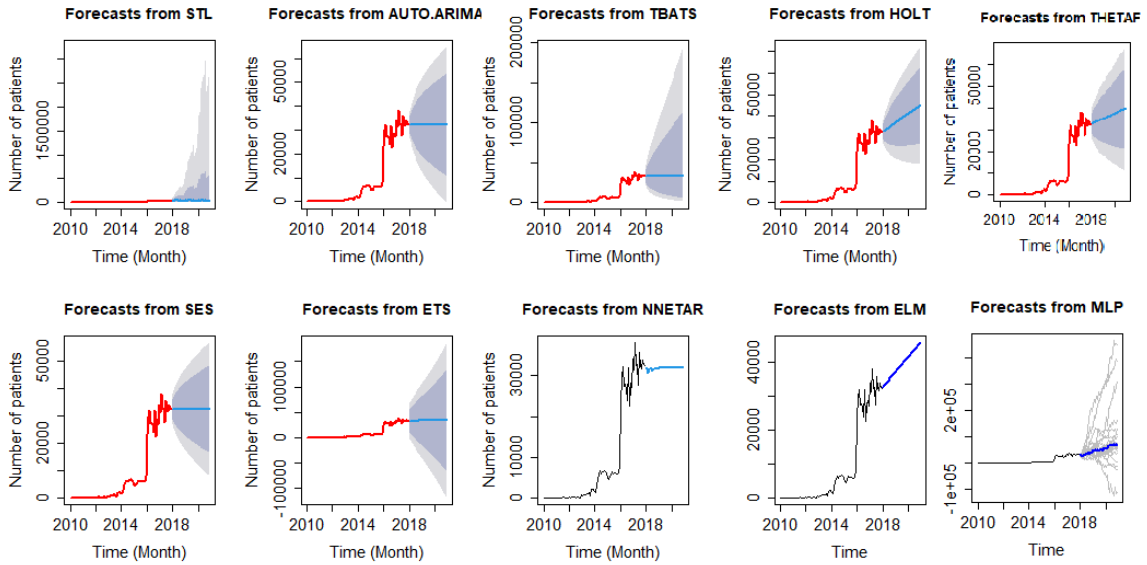 Forecasts from STL
Number of patients
0
1500000
2010 2014 2018
Time (Month)
Forecasts from AUTO.ARIMA
Number of patients
0
20000
60000
2010 2014 2018
Time (Month)
Forecasts from TBATS
Number of patients
0
100000
200000
2010 2014 2018
Time (Month)
Forecasts from HOLT
Number of patients
0
20000
50000
2010 2014 2018
Time (Month)
Forecasts from THETAF
Number of patients
0
20000
50000
2010 2014 2018
Time (Month)
Forecasts from SES
Number of patients
0
20000
50000
2010 2014 2018
Time (Month)
Forecasts from ETS
Number of patients
-100000
0
100000
2010 2014 2018
Time (Month)
Forecasts from NNETAR
Number of patients
0
10000
30000
2010 2014 2018
Time (Month)
Forecasts from ELM
0
20000
40000
2010 2014 2018
Time
Forecasts from MLP
-1e+05
2e+05
2010 2014 2018
Time